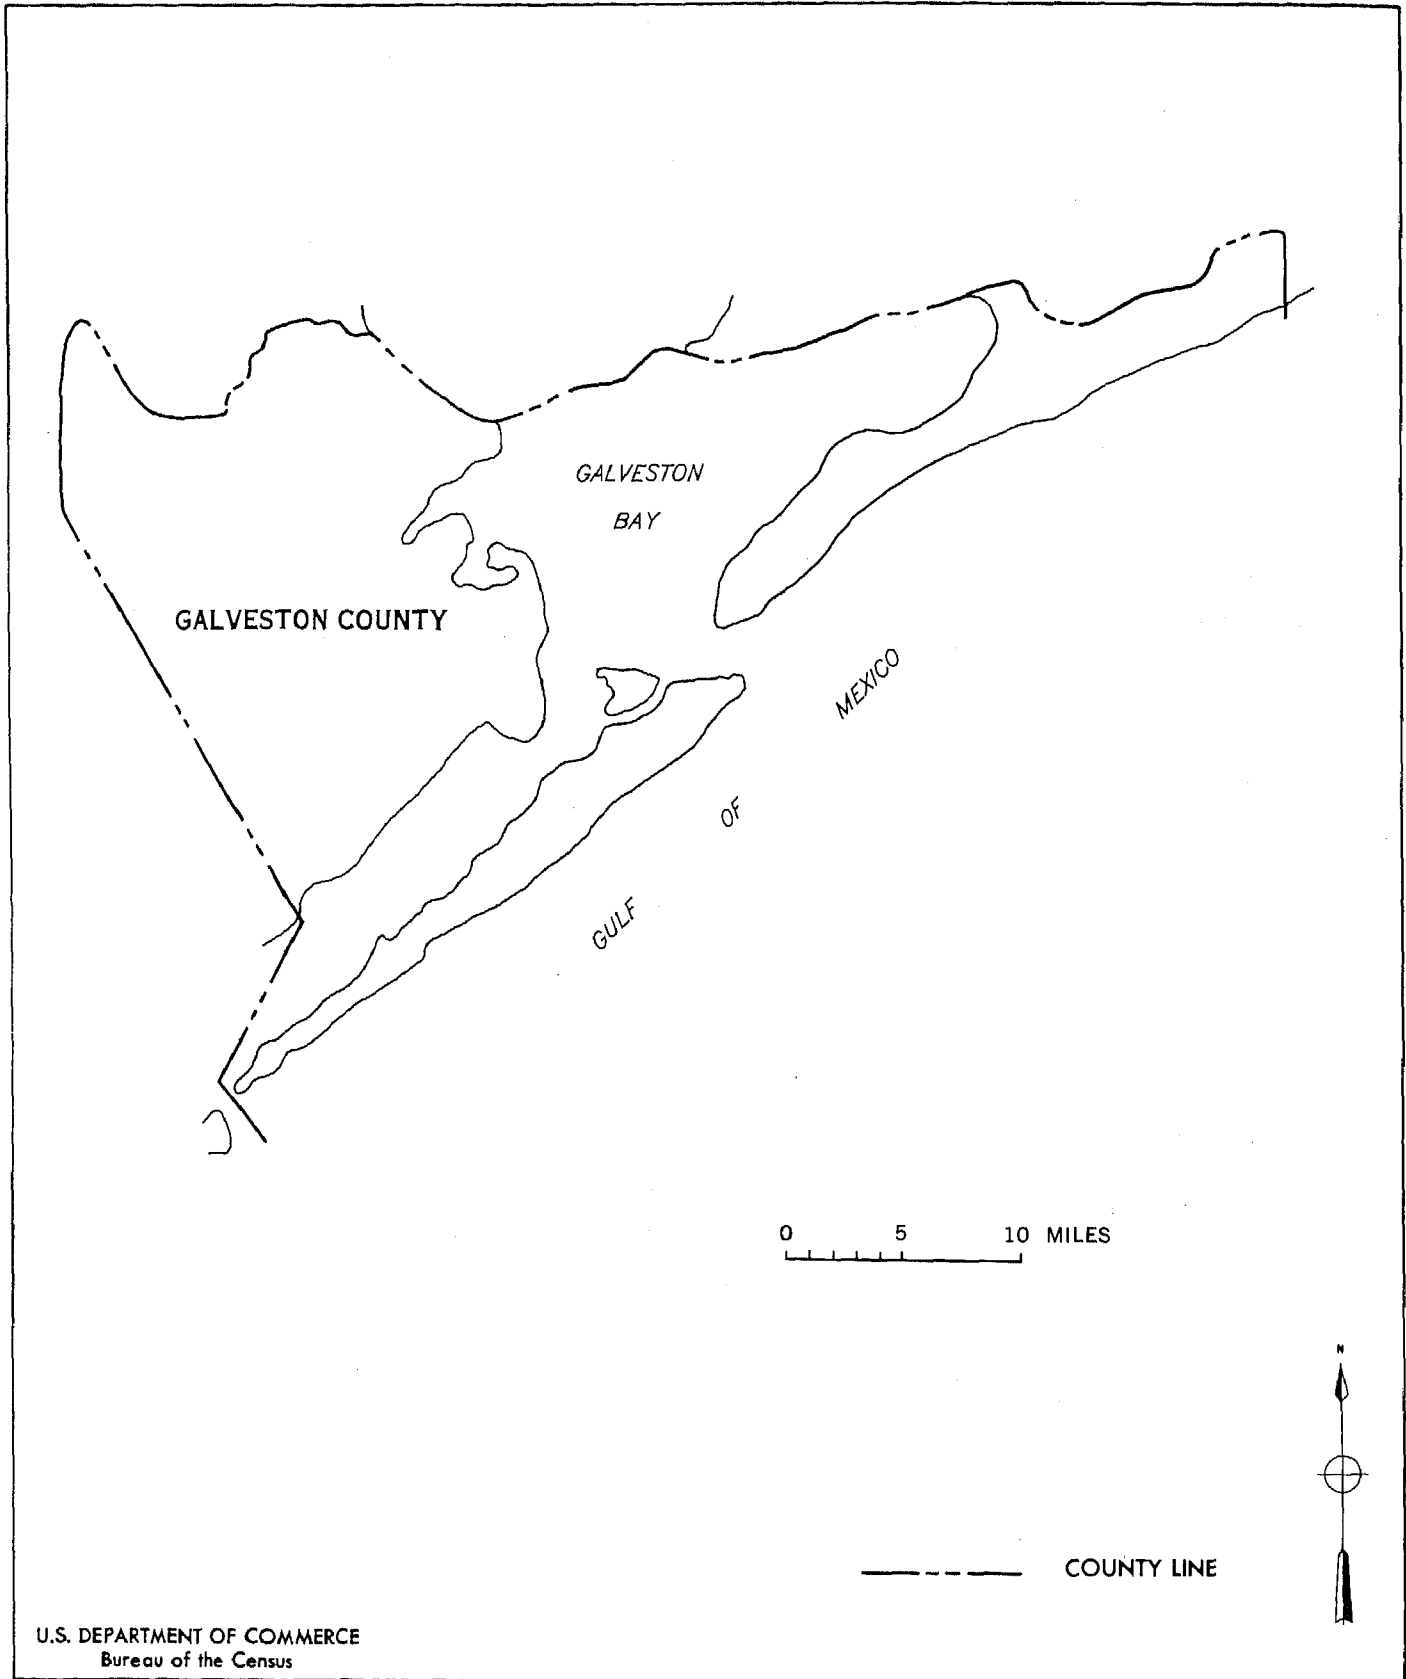 GALVESTON
BAY
GALVESTON COUNTY
GULF OF MEXICO
0 5 10 MILES
N
COUNTY LINE
U.S. DEPARTMENT OF COMMERCE
Bureau of the Census